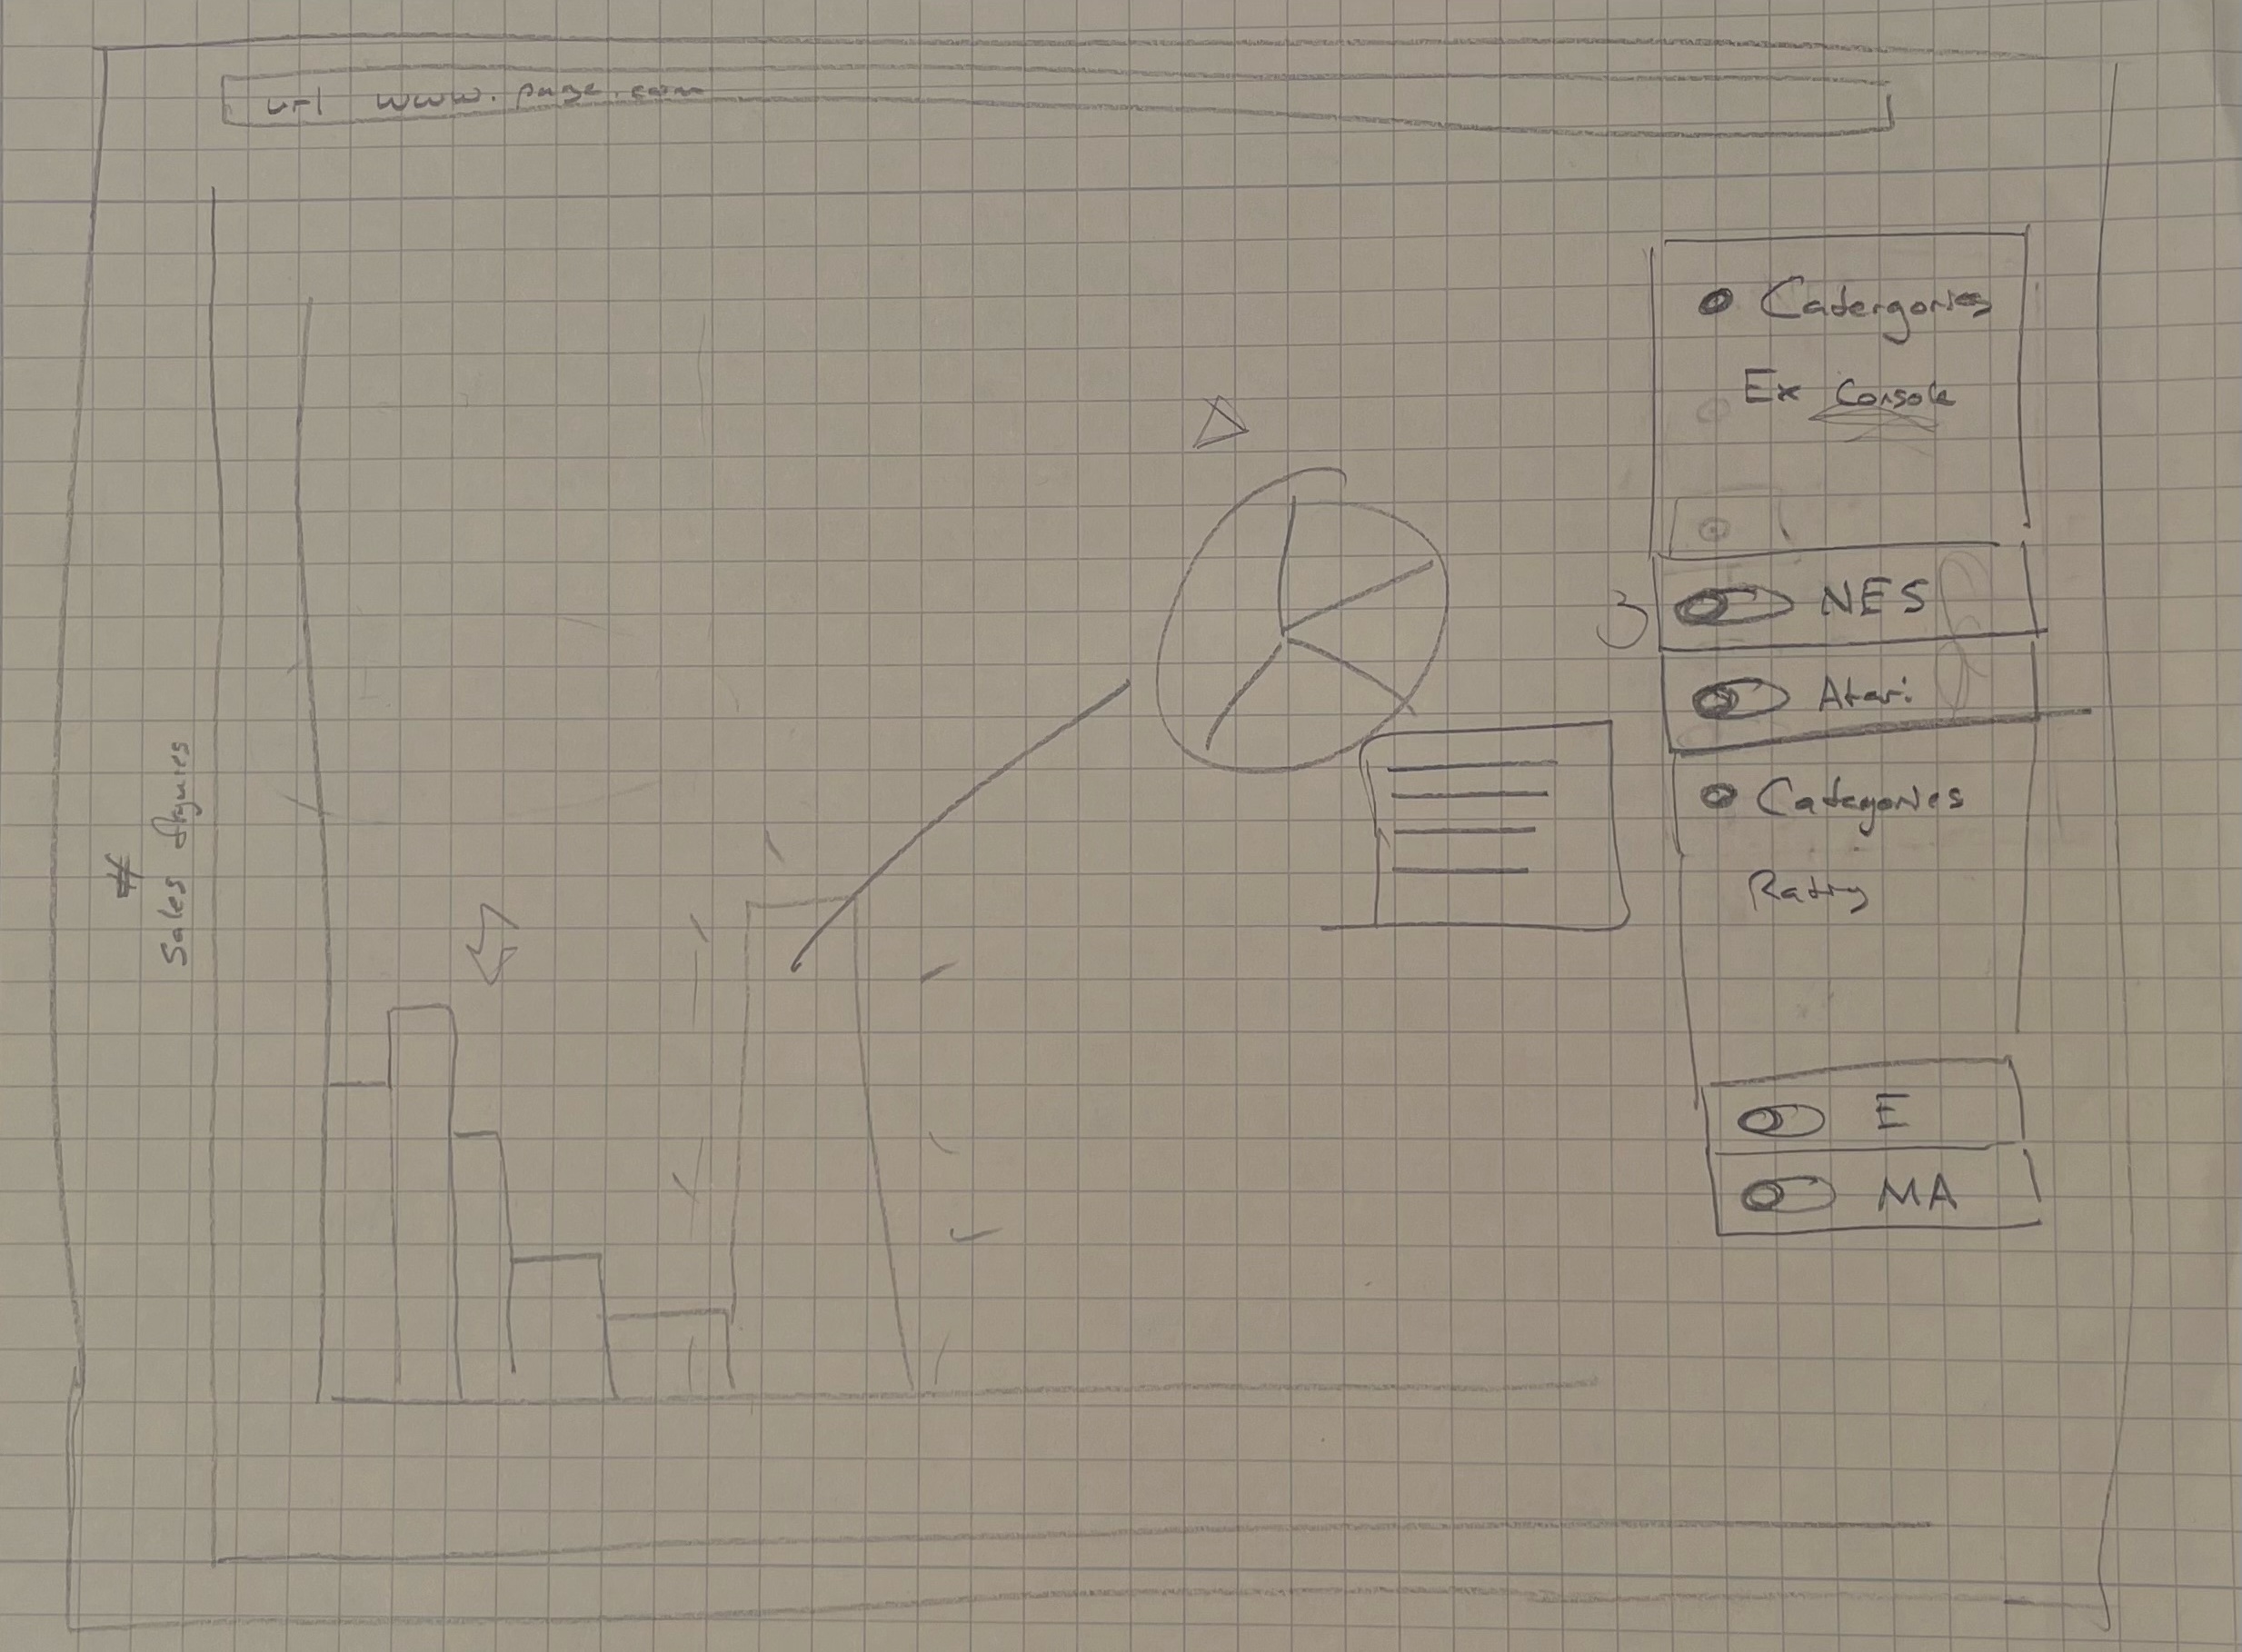 url www.page.com
Catergories
Ex Console
3
NES
Atari
Categories
#
Sales figures
E
MA